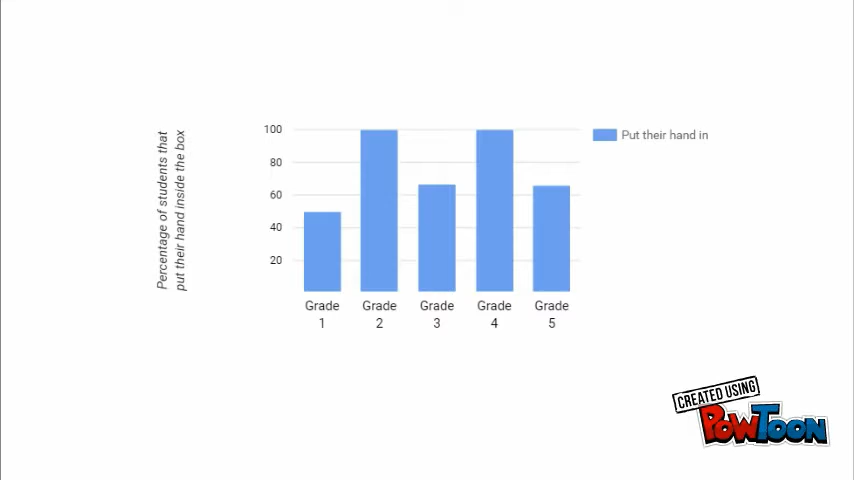 Percentage of students that
put their hand inside the box
100
80
60
40
20
Grade
1
Grade
2
Grade
3
Grade
4
Grade
5
Put their hand in
CREATED USING
POWTOON